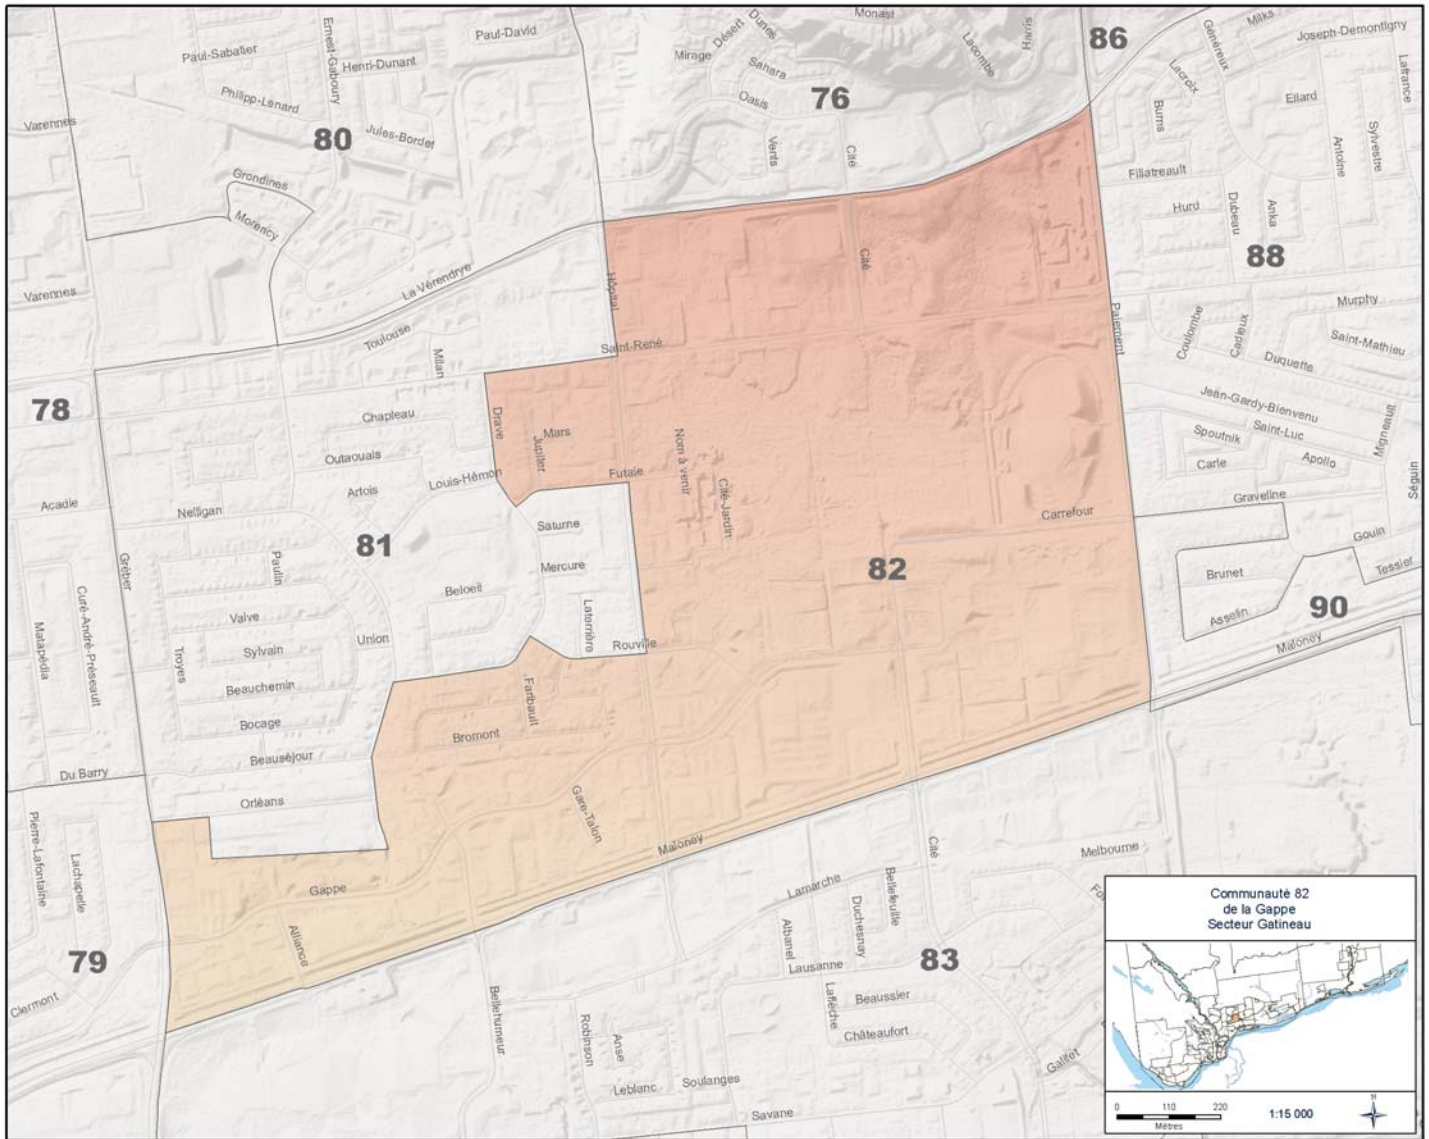 Monast
86
Milks
Ernest-Gaboury
Paul-David
Dunes
Désert
Harris
Généreux
Joseph-Demontigny
Paul-Sabatier
Henri-Dunant
Mirage
Sahara
Lacombe
Lacroix
Lafrance
Philipp-Lenard
Oasis
76
Ellard
Varennes
80
Jules-Bordet
Vents
Cité
Burns
Antoine
Sylvestre
Grondines
Filiatreault
Morency
Hurd
Dubeau
Anka
88
Cité
Varennes
La Vérendrye
Hôpital
Murphy
Toulouse
Milan
Saint-René
Paiement
Coulombe
Cadieux
Saint-Mathieu
Duquette
78
Chapleau
Drave
Mars
Jupiter
Jean-Gardy-Bienvenu
Migneault
Spoutnik
Saint-Luc
Outaouais
Louis-Hémon
Futaie
Nom à venir
Cité-Jardin
Carle
Apollo
Séguin
Acadie
Artois
Nelligan
Saturne
Carrefour
Graveline
Gouin
81
82
Gréber
Paulin
Mercure
Brunet
Tessier
Curé-André-Préseault
Beloeil
Laterrière
Asselin
90
Matapédia
Valve
Union
Rouville
Maloney
Troyes
Sylvain
Beauchemin
Faribault
Bocage
Bromont
Beauséjour
Du Barry
Orléans
Gare-Talon
Pierre-Lafontaine
Lachapelle
Maloney
Cité
Melbourne
Gappe
Lamarche
Bellefeuille
Duchesnay
Albanel
Alliance
79
83
Lausanne
Clermont
Bellehumeur
Laflèche
Beaussier
Robinson
Anse
Châteaufort
Leblanc
Soulanges
Galifet
Savane
Communauté 82
de la Gappe
Secteur Gatineau
0 110 220
Mètres
1:15 000
N